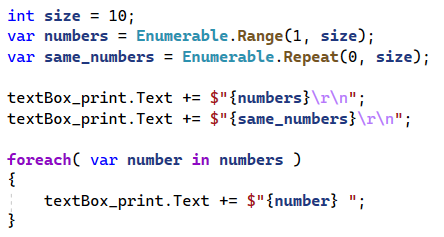 int size = 10;
var numbers = Enumerable.Range(1, size);
var same_numbers = Enumerable.Repeat(0, size);
textBox_print.Text += $"{numbers}\r\n";
textBox_print.Text += $"{same_numbers}\r\n";
foreach( var number in numbers )
{
    textBox_print.Text += $"{number} ";
}